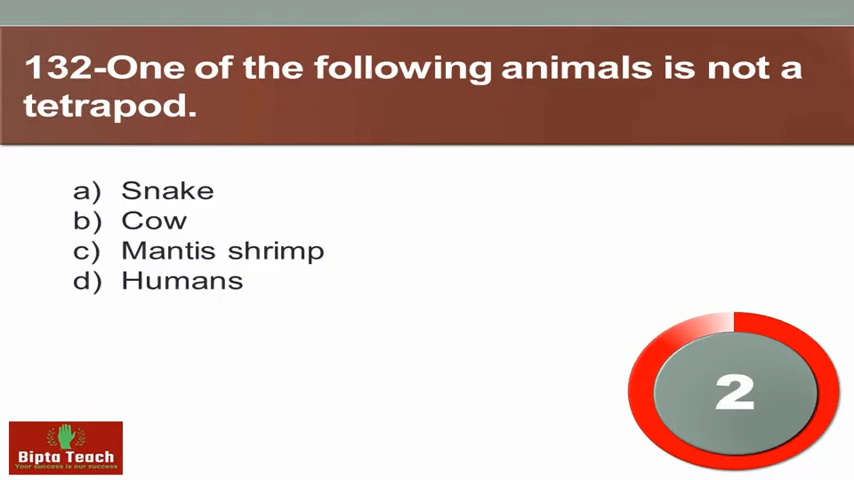 132-One of the following animals is not a
tetrapod.
a) Snake
b) Cow
c) Mantis shrimp
d) Humans
2
Bipta Teach
Your success is our success